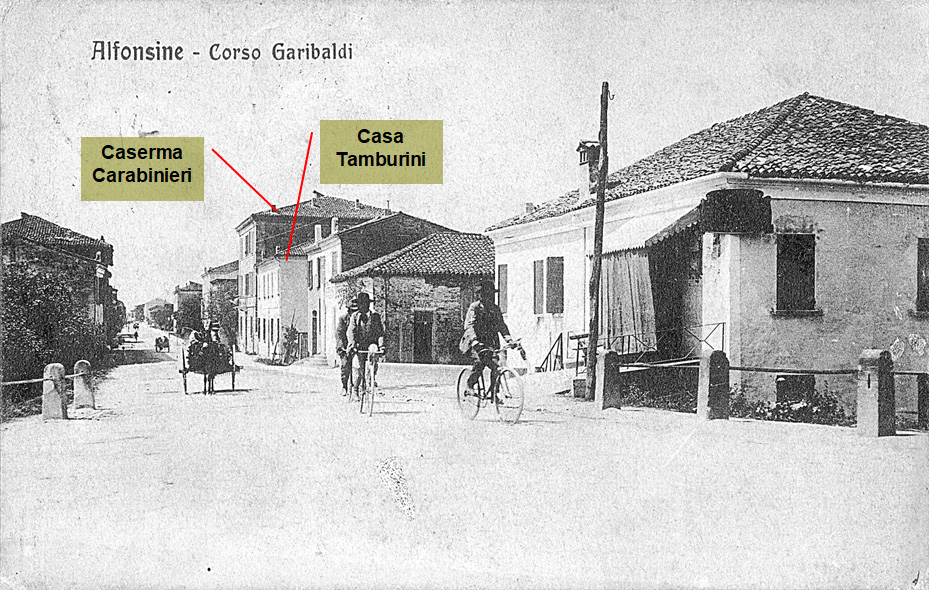 Alfonsine - Corso Garibaldi
Caserma
Carabinieri
Casa
Tamburini